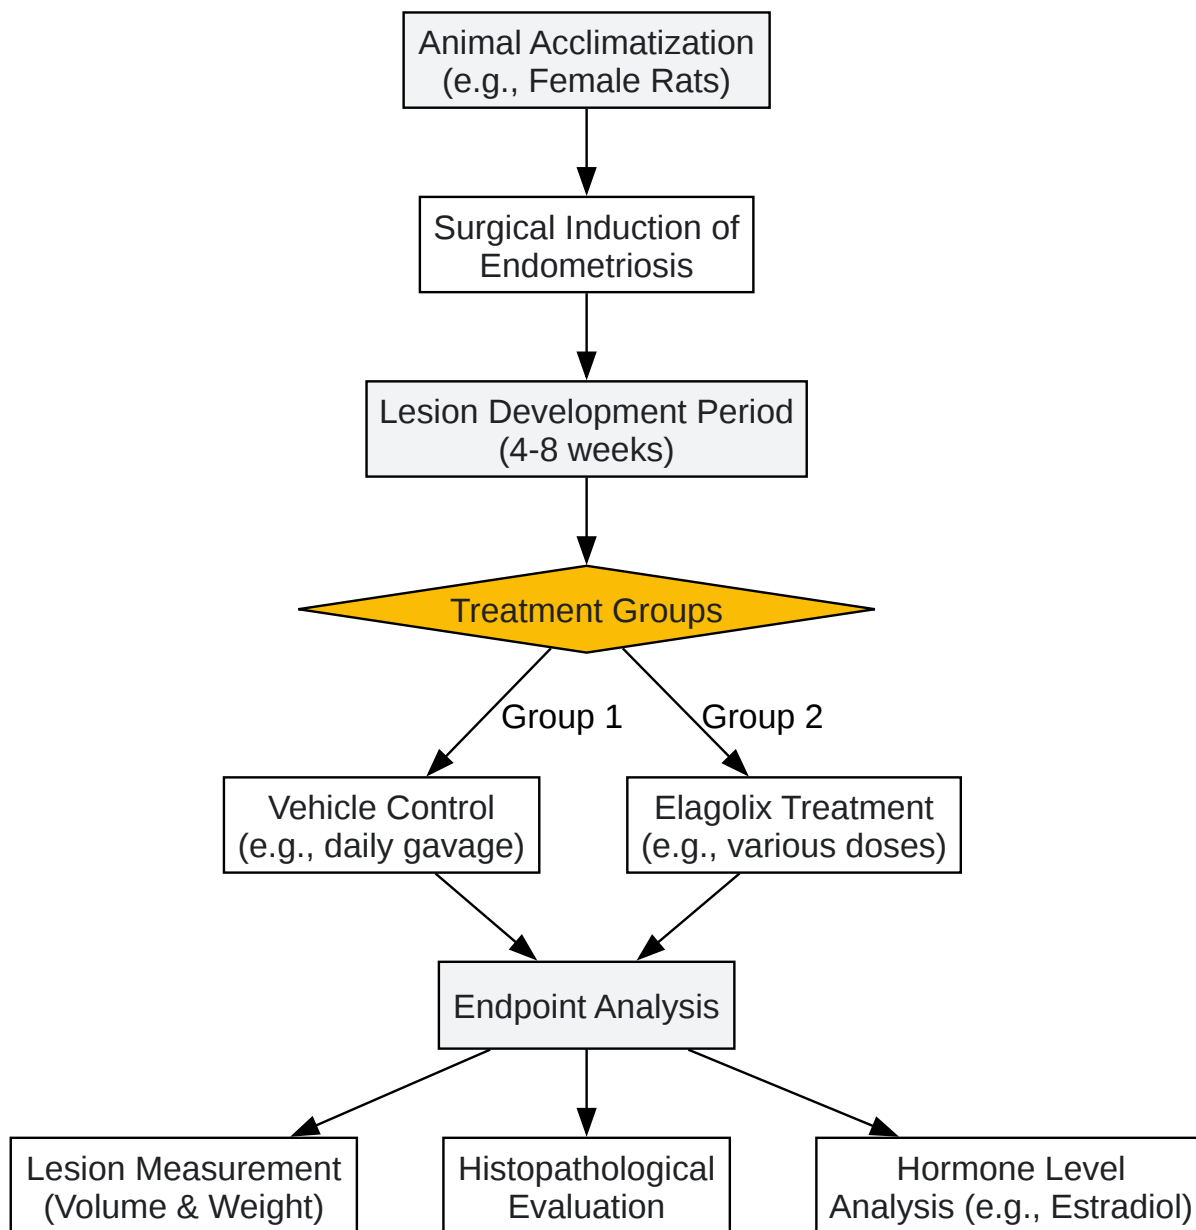 Animal Acclimatization
(e.g., Female Rats)
Surgical Induction of
Endometriosis
Lesion Development Period
(4-8 weeks)
Treatment Groups
Group 1
Group 2
Vehicle Control
(e.g., daily gavage)
Elagolix Treatment
(e.g., various doses)
Endpoint Analysis
Lesion Measurement
(Volume & Weight)
Histopathological
Evaluation
Hormone Level
Analysis (e.g., Estradiol)